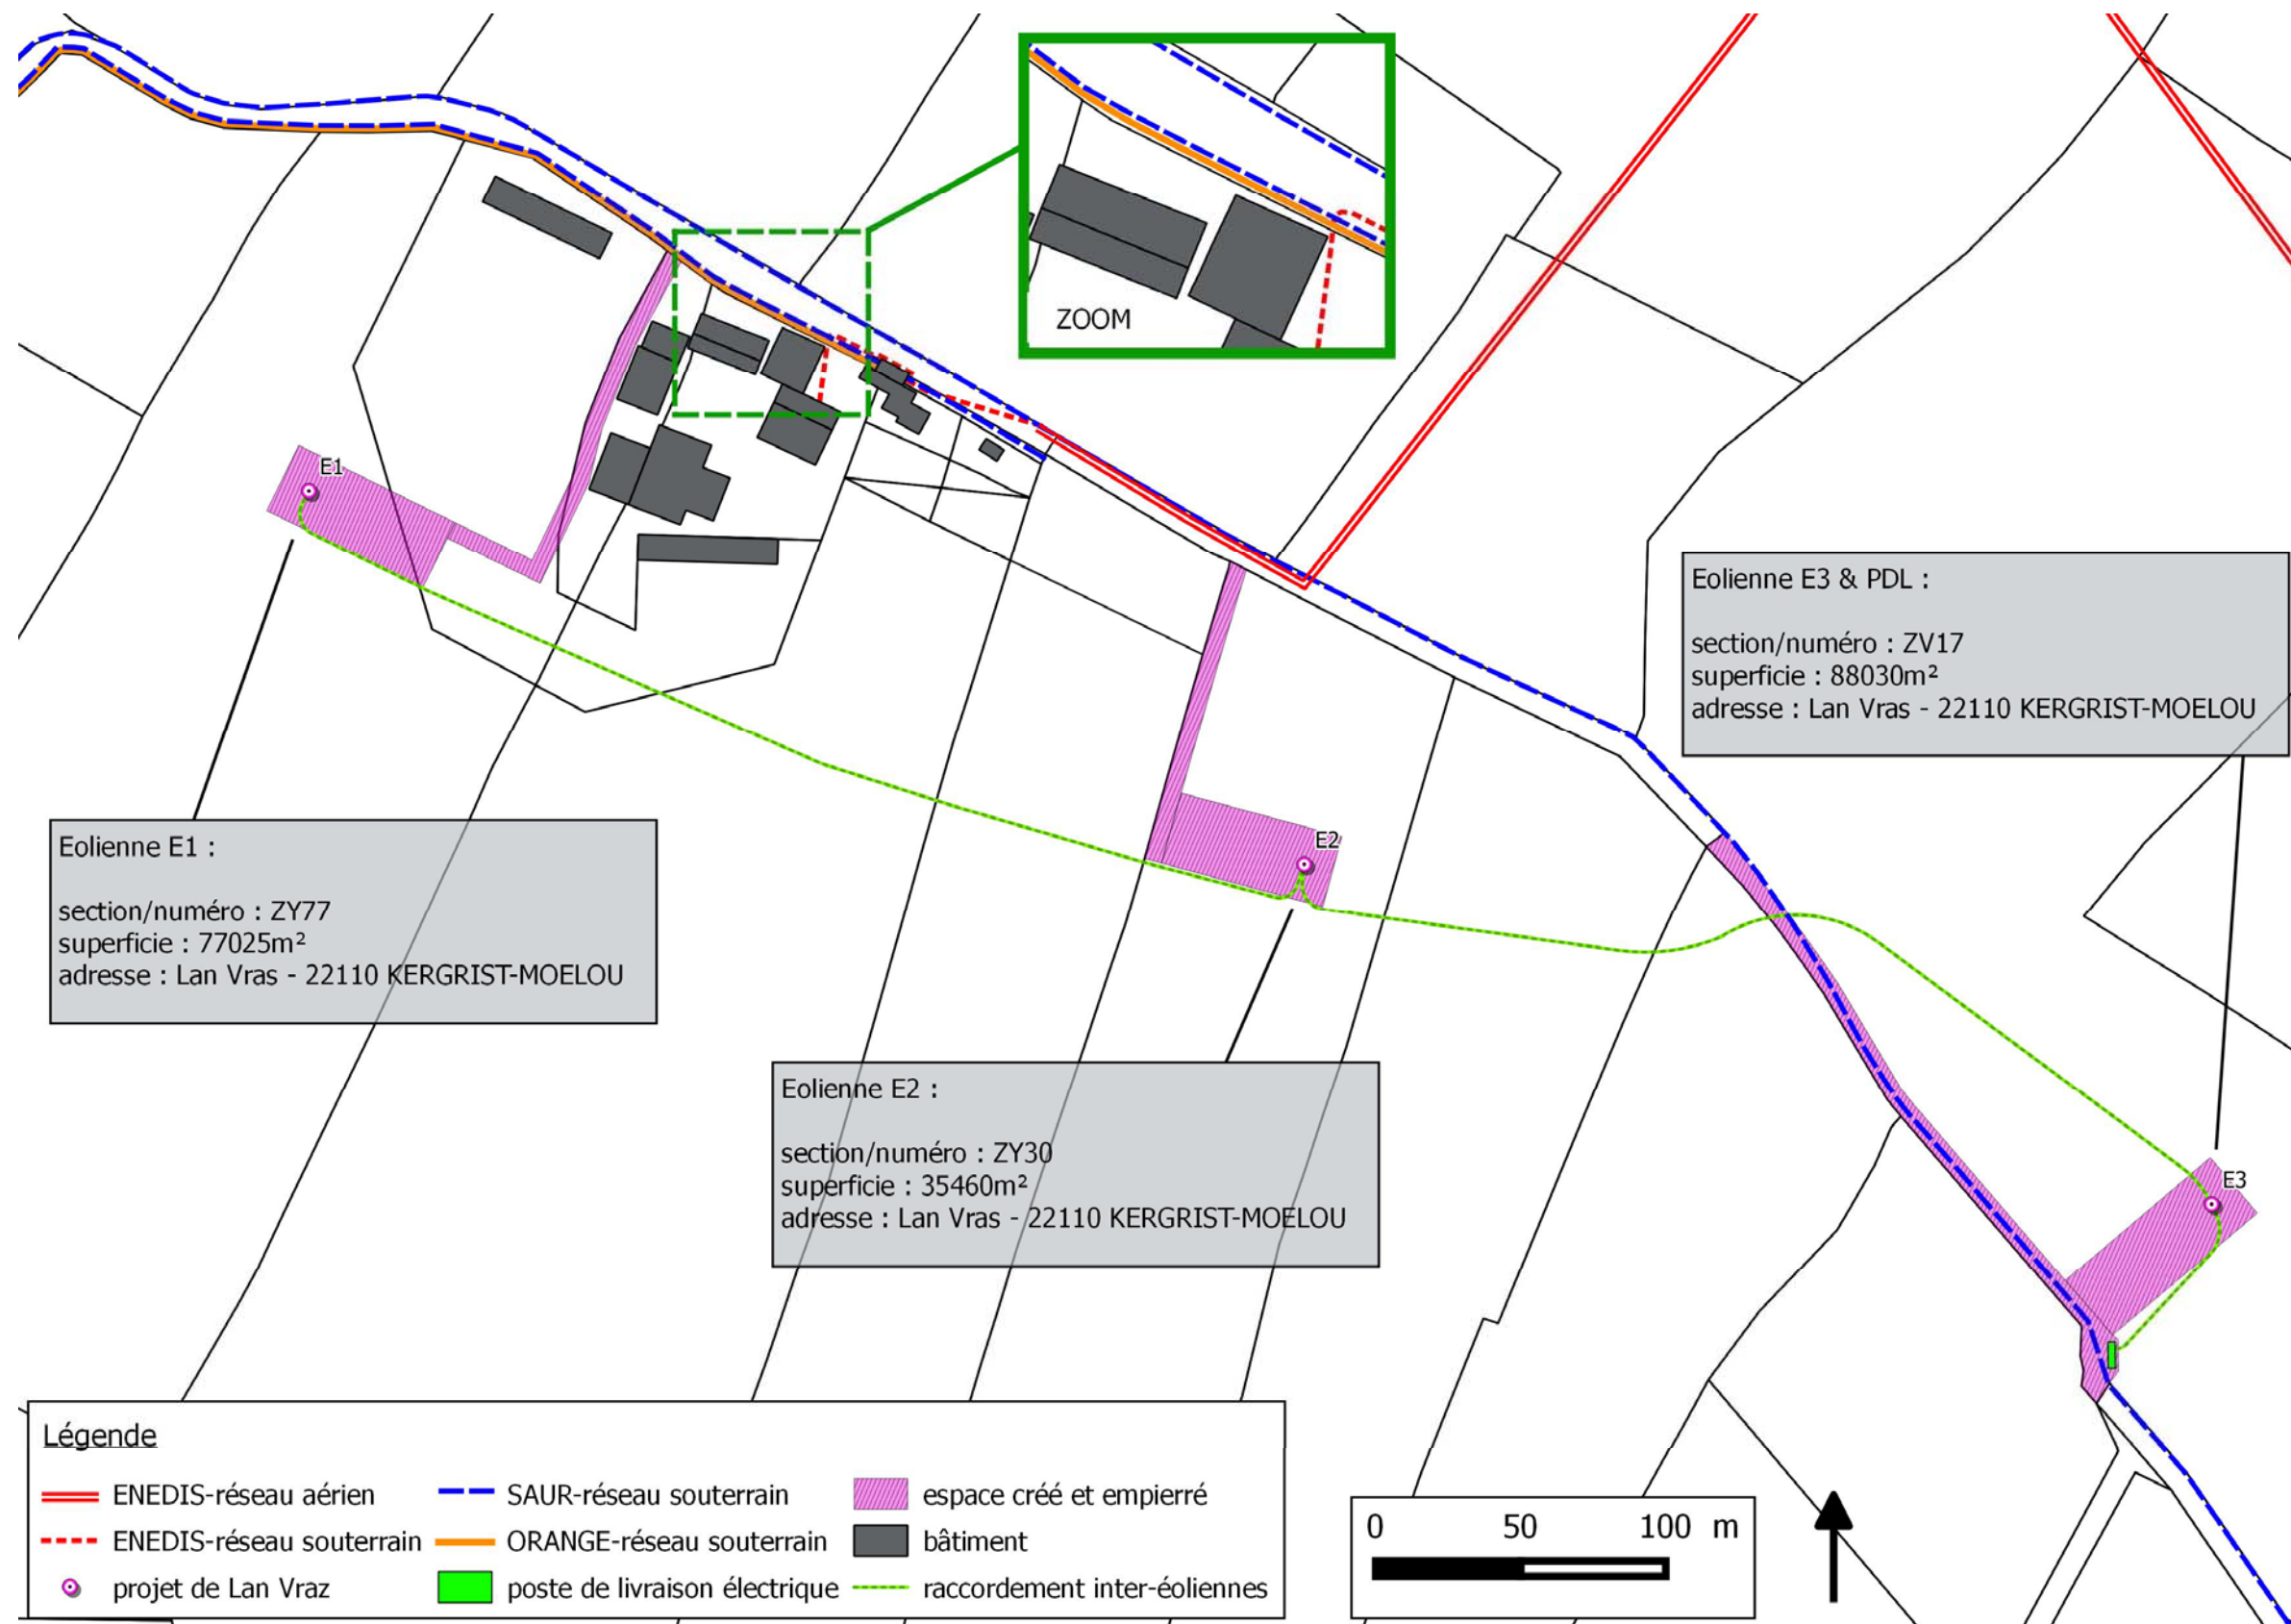 ZOOM
E1
Eolienne E3 & PDL :
section/numéro : ZV17
superficie : 88030m²
adresse : Lan Vras - 22110 KERGRIST-MOELOU
E2
Eolienne E1 :
section/numéro : ZY77
superficie : 77025m²
adresse : Lan Vras - 22110 KERGRIST-MOELOU
Eolienne E2 :
section/numéro : ZY30
superficie : 35460m²
adresse : Lan Vras - 22110 KERGRIST-MOELOU
E3
Légende
ENEDIS-réseau aérien
ENEDIS-réseau souterrain
projet de Lan Vraz
SAUR-réseau souterrain
ORANGE-réseau souterrain
poste de livraison électrique
espace créé et empierré
bâtiment
raccordement inter-éoliennes
0 50 100 m